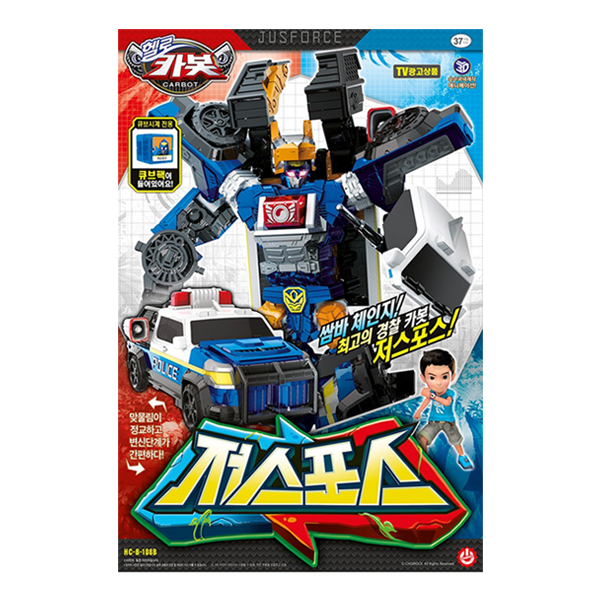 JUSFORCE
헬로
카봇
CARBOT
37
TV광고상품
3D
큐브시계 전용
큐브팩이
들어있어요!
쌈바 체인지!
최고의 경찰 카봇
저스포스!
POLICE
맞물림이
정교하고
변신단계가
간편하다!
져스포스
HC-B-108B